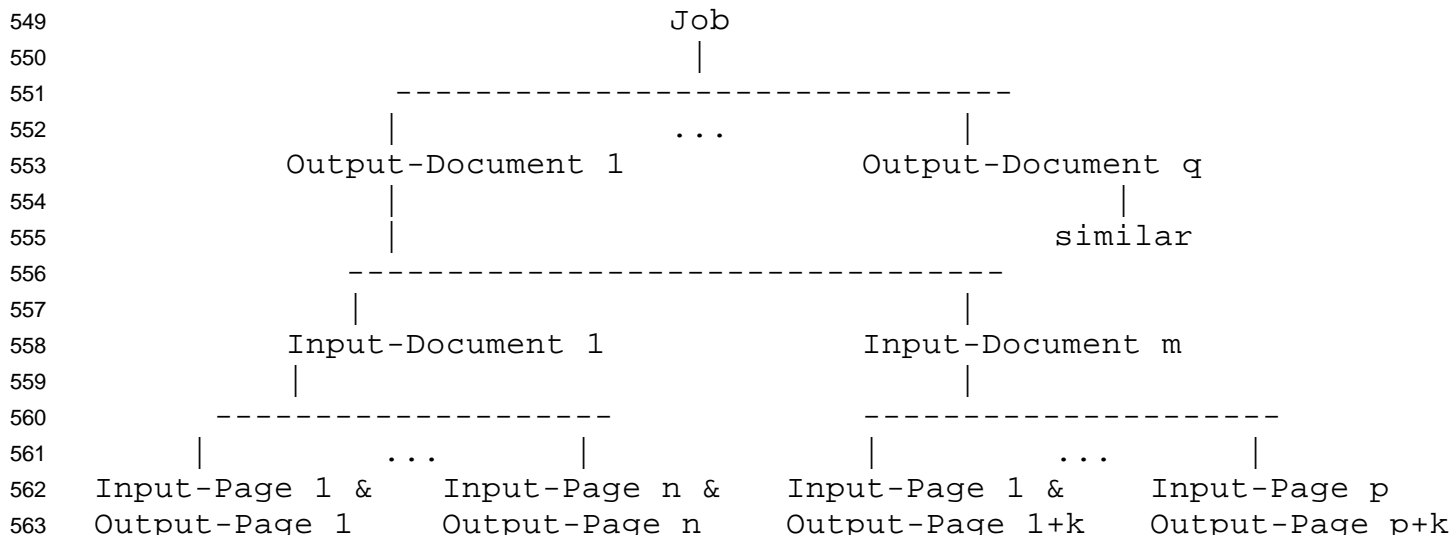 549 Job
550 |
551 -------------------------------
552 | ... |
553 Output-Document 1 Output-Document q
554 | |
555 | similar
556 ---------------------------------
557 | |
558 Input-Document 1 Input-Document m
559 | |
560 -------------------- ---------------------
561 | ... | | ... |
562 Input-Page 1 & Input-Page n & Input-Page 1 & Input-Page p
563 Output-Page 1 Output-Page n Output-Page 1+k Output-Page p+k